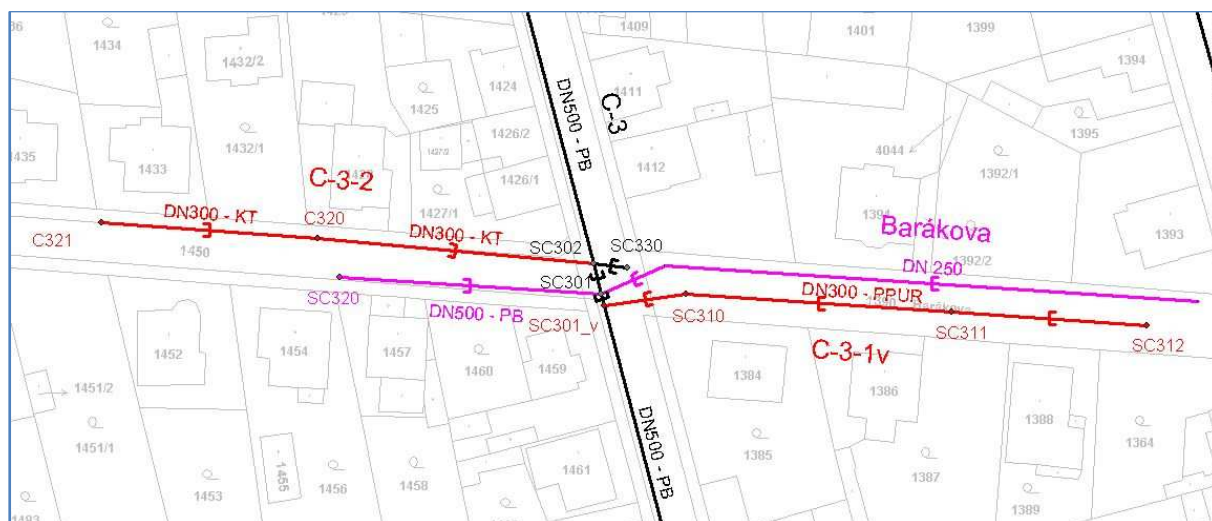 1434
1432/2
1409
1401
1399
1394
1424
1425
1411
DN500 - PB
C-3
1395
1426/2
1435
1433
1432/1
1412
4044
1392/1
1426/1
C-3-2
1427/1
1394
Barákova
1393
DN300 - KT
C320
DN300 - KT
SC302
SC330
1392/2
C321
1450
DN 250
SC301
DN300 - PPUR
SC320
DN500 - PB
SC301_v
SC310
SC311
SC312
C-3-1v
1452
1454
1457
1460
1459
1384
1386
1451/2
DN500 - PB
1388
1364
1451/1
1385
1453
1455
1456
1458
1461
1387
1389